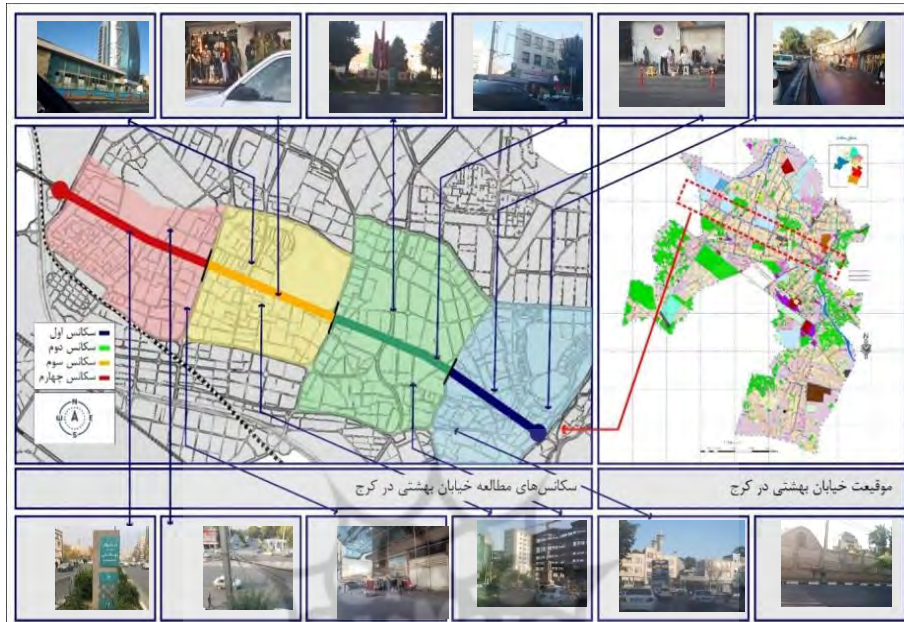 سکانس اول
سکانس دوم
سکانس سوم
سکانس چهارم
N
W A E
S
N
سکانس‌های مطالعه خیابان بهشتی در کرج
موقیعت خیابان بهشتی در کرج